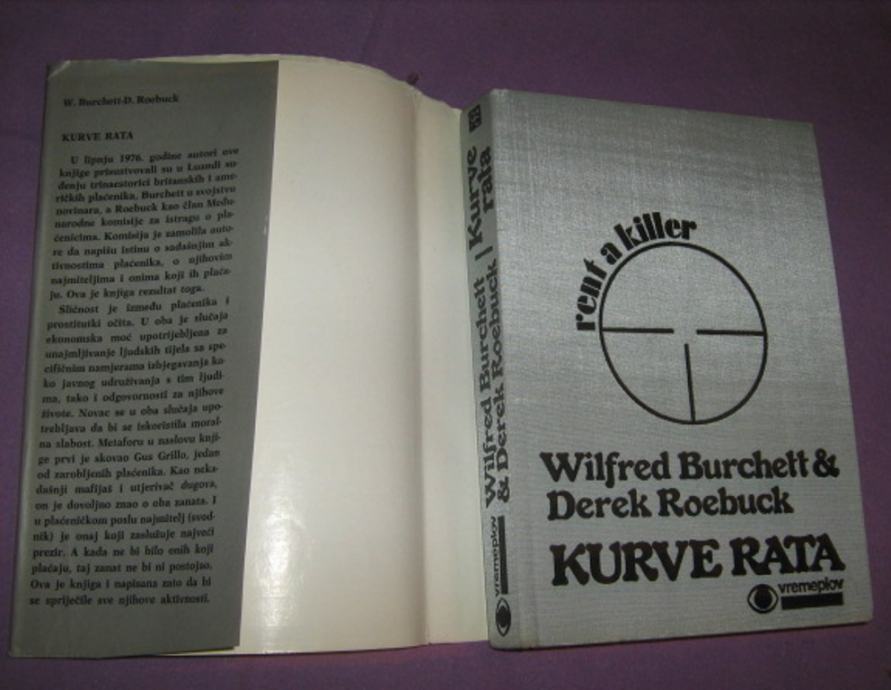 W. Burchett-D. Roebuck
KURVE RATA
U lipnju 1976. godine autori ove
knjige prisustvovali su u Luandi su-
đenju trinaestorici britanskih i ame-
ričkih plaćenika, Burchett u svojstvu
novinara, a Roebuck kao član Među-
narodne komisije za istragu o pla-
ćenicima. Komisija je zamolila auto-
re da napišu istinu o sadašnjim ak-
tivnostima plaćenika, o njihovim
najmiteljima i onima koji ih plaća-
ju. Ova je knjiga rezultat toga.
Sličnost je između plaćenika i
prostitutki očita. U oba je slučaja
ekonomska moć upotrijebljena za
unajmljivanje ljudskih tijela sa spe-
cifičnim namjerama izbjegavanja ka-
ko javnog udruživanja s tim ljudi-
ma, tako i odgovornosti za njihove
živote. Novac se u oba slučaja upo-
trebljava da bi se iskoristila moral-
na slabost. Metaforu u naslovu knji-
ge prvi je skovao Gus Grillo, jedan
od zarobljenih plaćenika. Kao neka-
dašnji mafijaš i utjerivač dugova,
on je dovoljno znao o oba zanata. I
u plaćeničkom poslu najmitelj (svod-
nik) je onaj koji zaslužuje najveći
prezir. A kada ne bi bilo onih koji
plaćaju, taj zanat ne bi ni postojao.
Ova je knjiga i napisana zato da bi
se spriječile sve njihove aktivnosti.
Wilfred Burchett
& Derek Roebuck
Kurve
rata
vremeplov
rent a killer
Wilfred Burchett &
Derek Roebuck
KURVE RATA
vremeplov